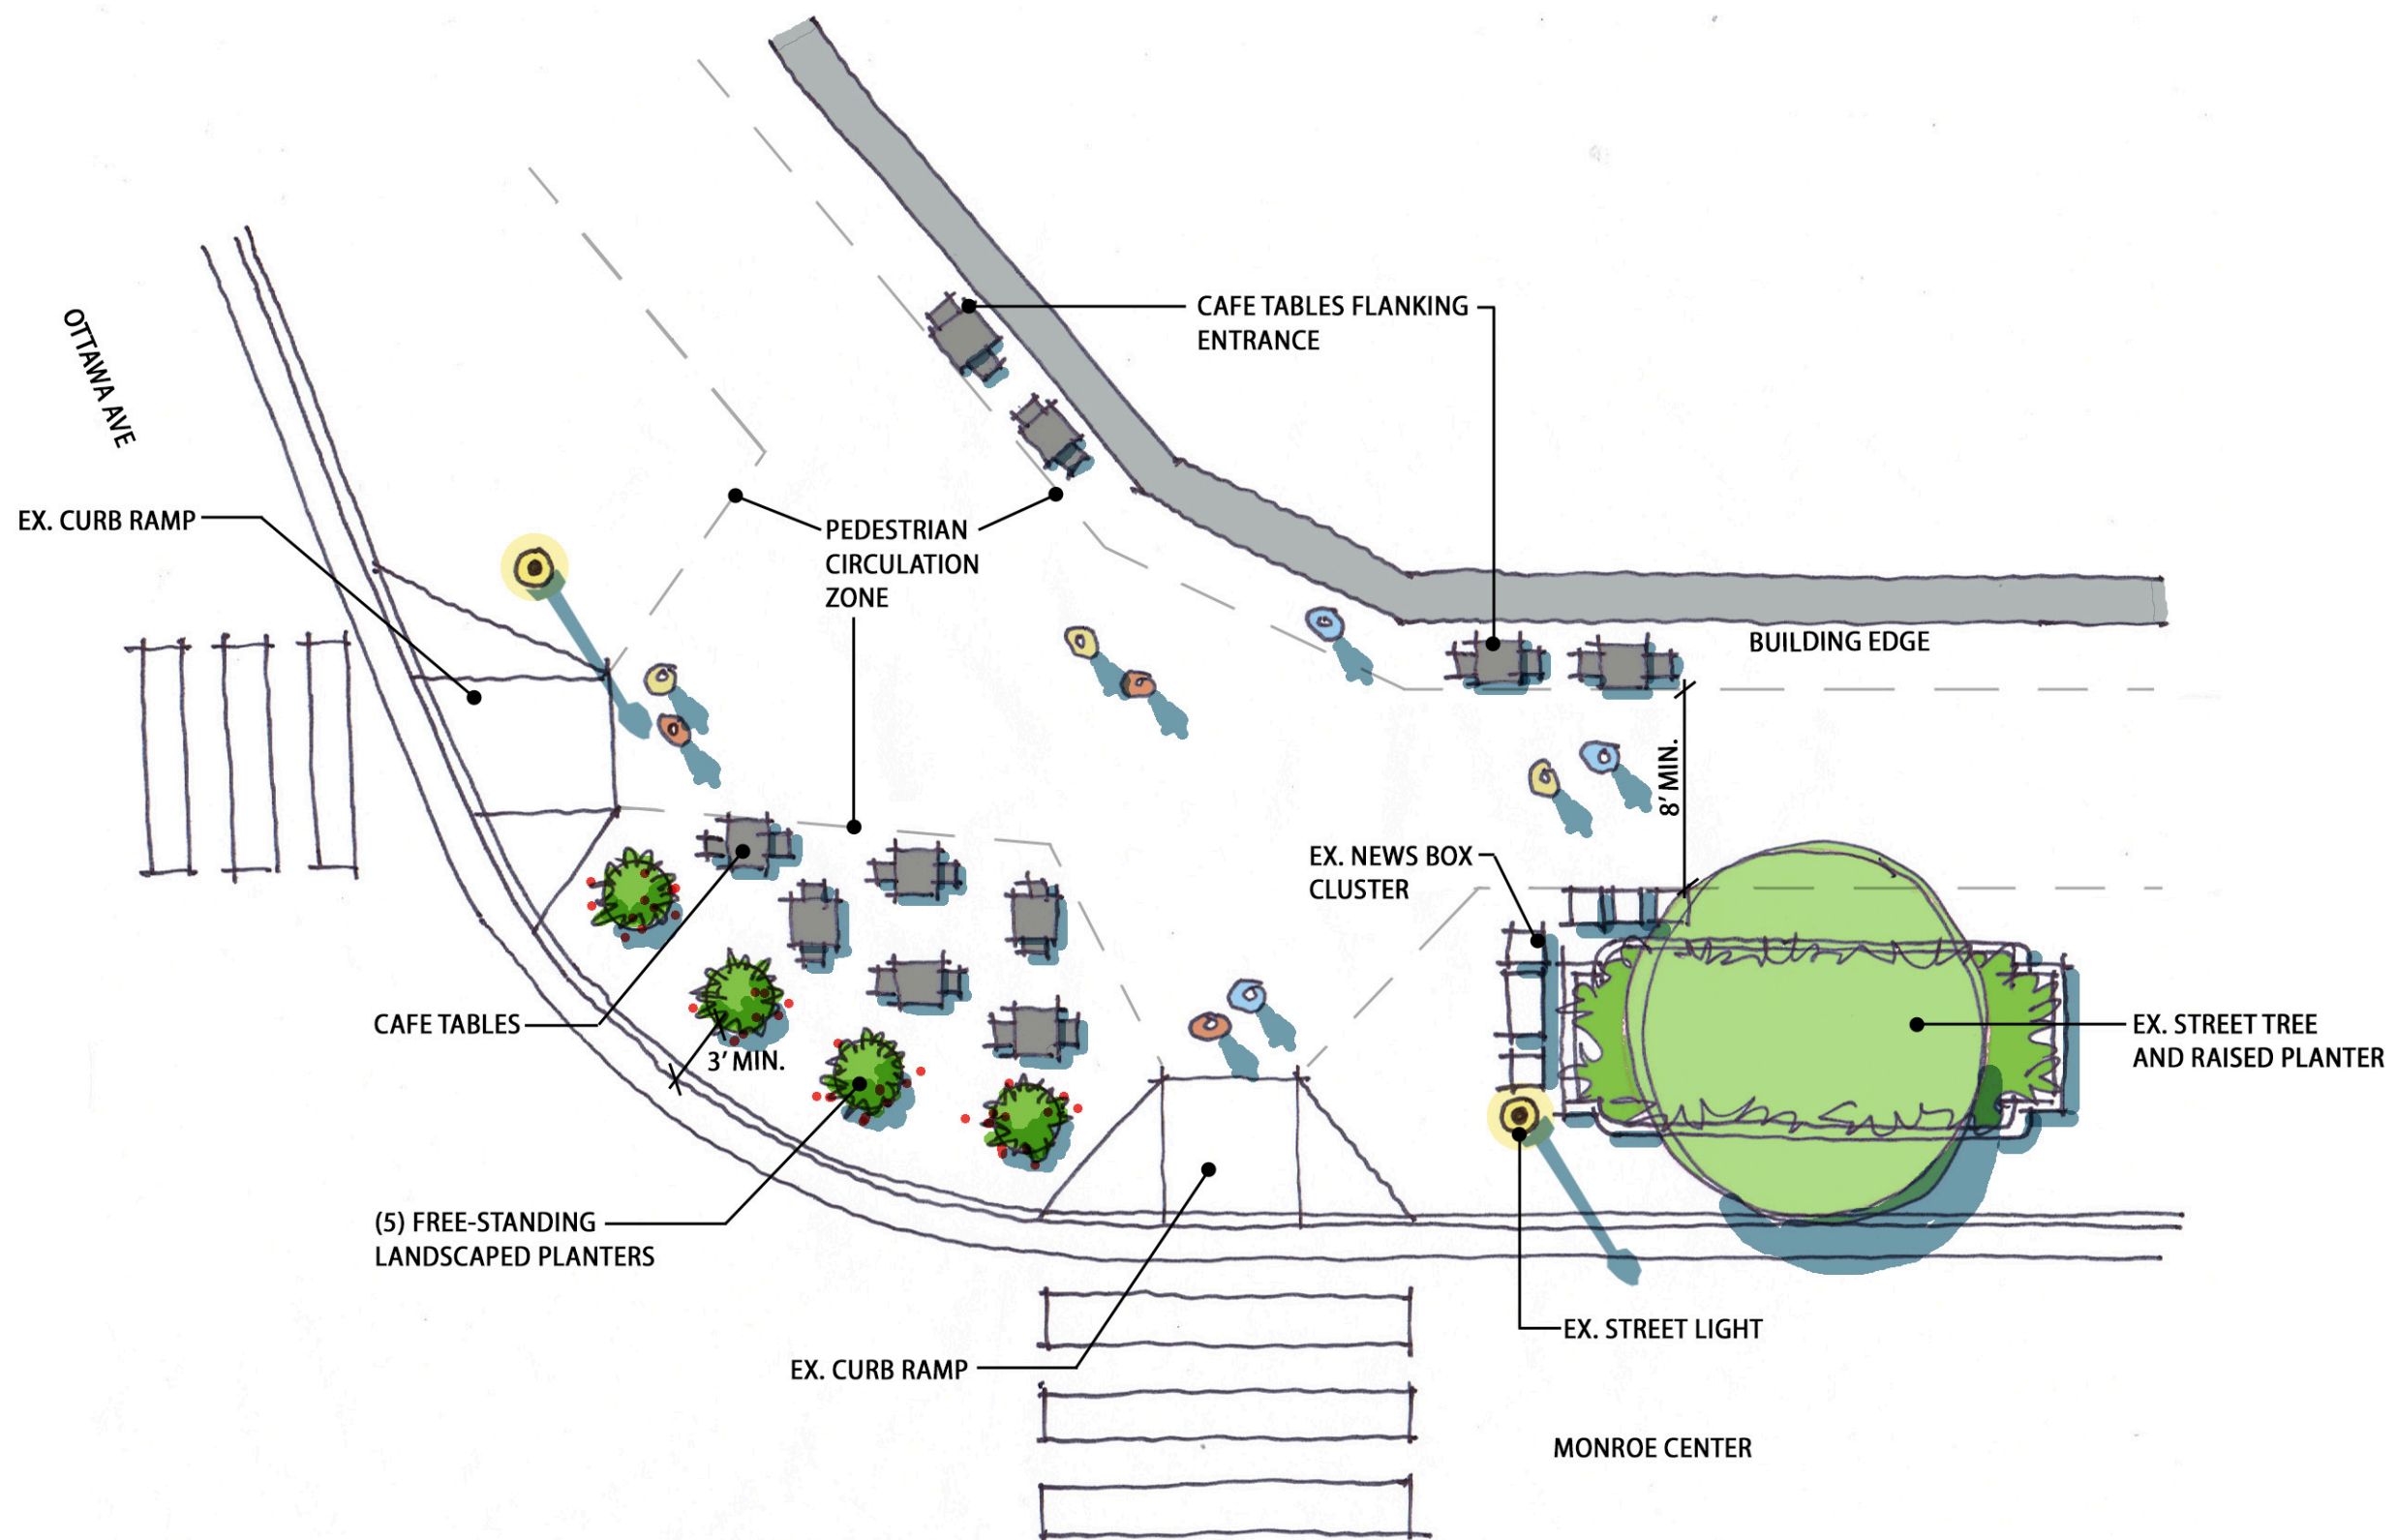 CAFE TABLES FLANKING
ENTRANCE
OTTAWA AVE
EX. CURB RAMP
PEDESTRIAN
CIRCULATION
ZONE
BUILDING EDGE
8' MIN.
EX. NEWS BOX
CLUSTER
CAFE TABLES
3' MIN.
EX. STREET TREE
AND RAISED PLANTER
(5) FREE-STANDING
LANDSCAPED PLANTERS
EX. STREET LIGHT
EX. CURB RAMP
MONROE CENTER